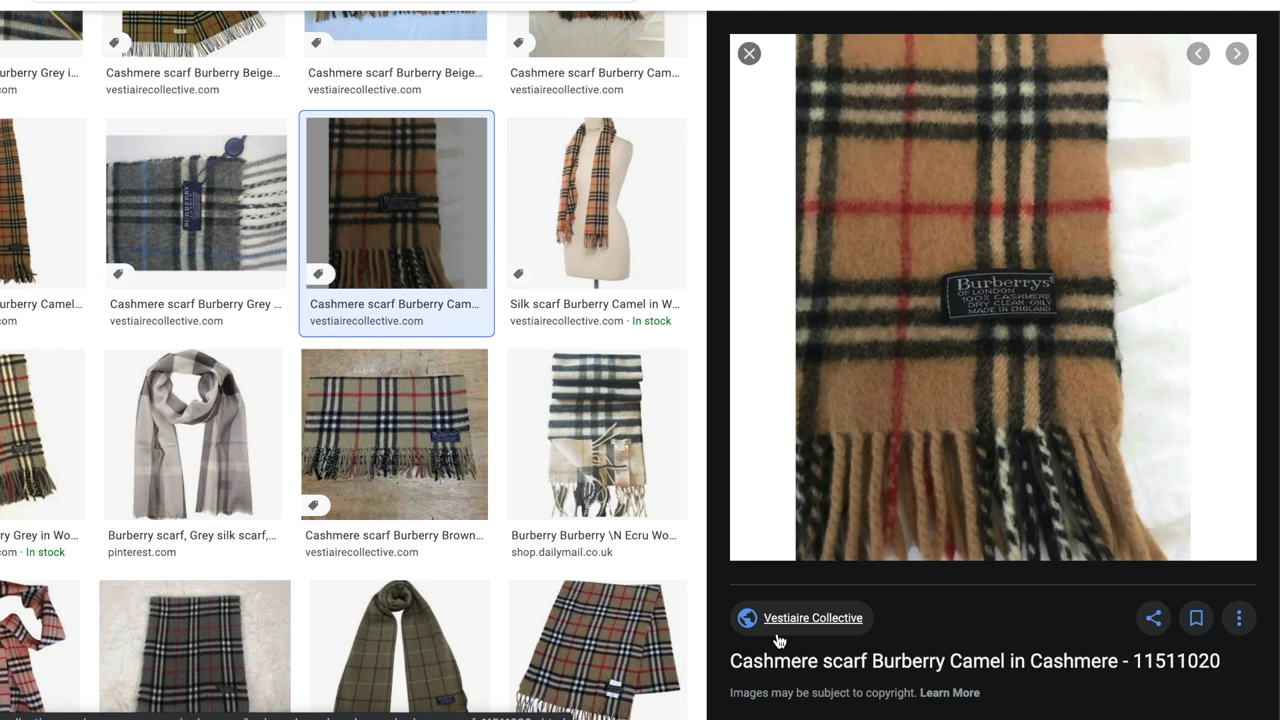 urberry Grey i...
com
Cashmere scarf Burberry Beige...
vestiairecollective.com
Cashmere scarf Burberry Beige...
vestiairecollective.com
Cashmere scarf Burberry Cam...
vestiairecollective.com
urberry Camel...
com
BURBERRY
Cashmere scarf Burberry Grey ...
vestiairecollective.com
Cashmere scarf Burberry Cam...
vestiairecollective.com
Silk scarf Burberry Camel in W...
vestiairecollective.com · In stock
ry Grey in Wo...
com · In stock
Burberry scarf, Grey silk scarf,...
pinterest.com
Cashmere scarf Burberry Brown...
vestiairecollective.com
Burberry Burberry \N Ecru Wo...
shop.dailymail.co.uk
Burberrys®
OF LONDON
100% CASHMERE
DRY CLEAN ONLY
MADE IN ENGLAND
Vestiaire Collective
Cashmere scarf Burberry Camel in Cashmere - 11511020
Images may be subject to copyright. Learn More